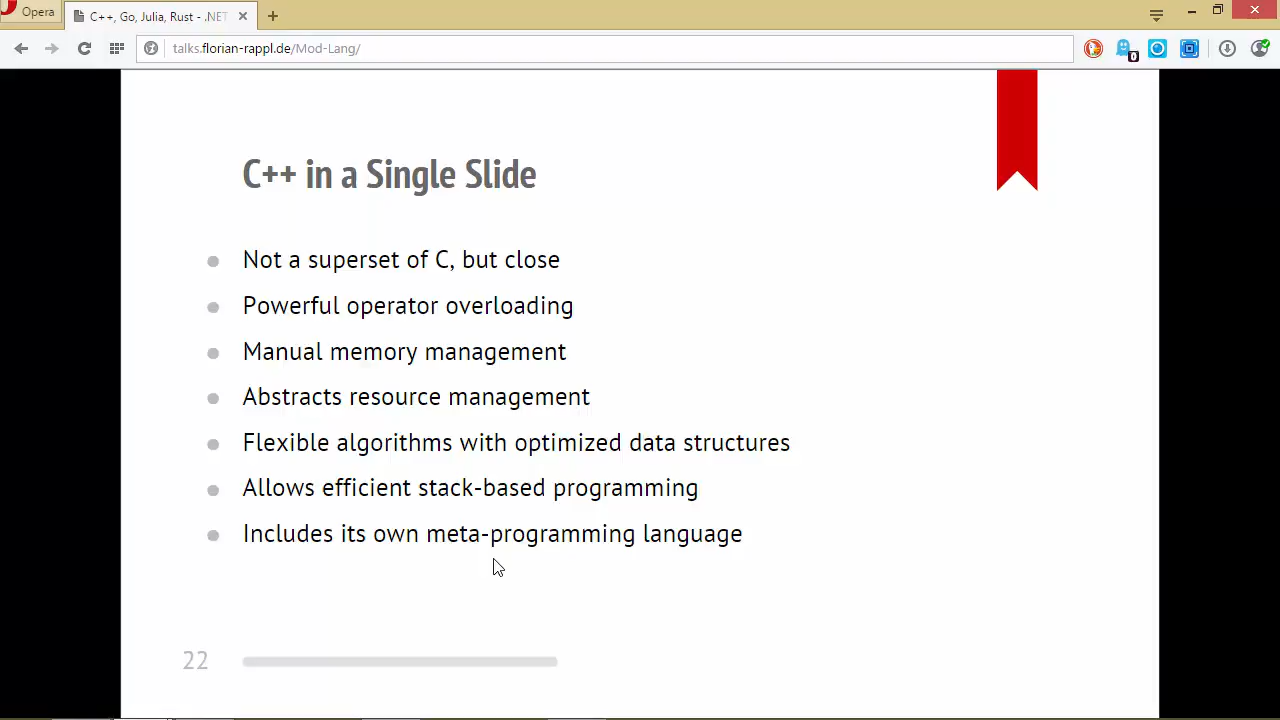 Opera
C++, Go, Julia, Rust - .NET
talks.florian-rappl.de/Mod-Lang/
0
C++ in a Single Slide
Not a superset of C, but close
Powerful operator overloading
Manual memory management
Abstracts resource management
Flexible algorithms with optimized data structures
Allows efficient stack-based programming
Includes its own meta-programming language
22